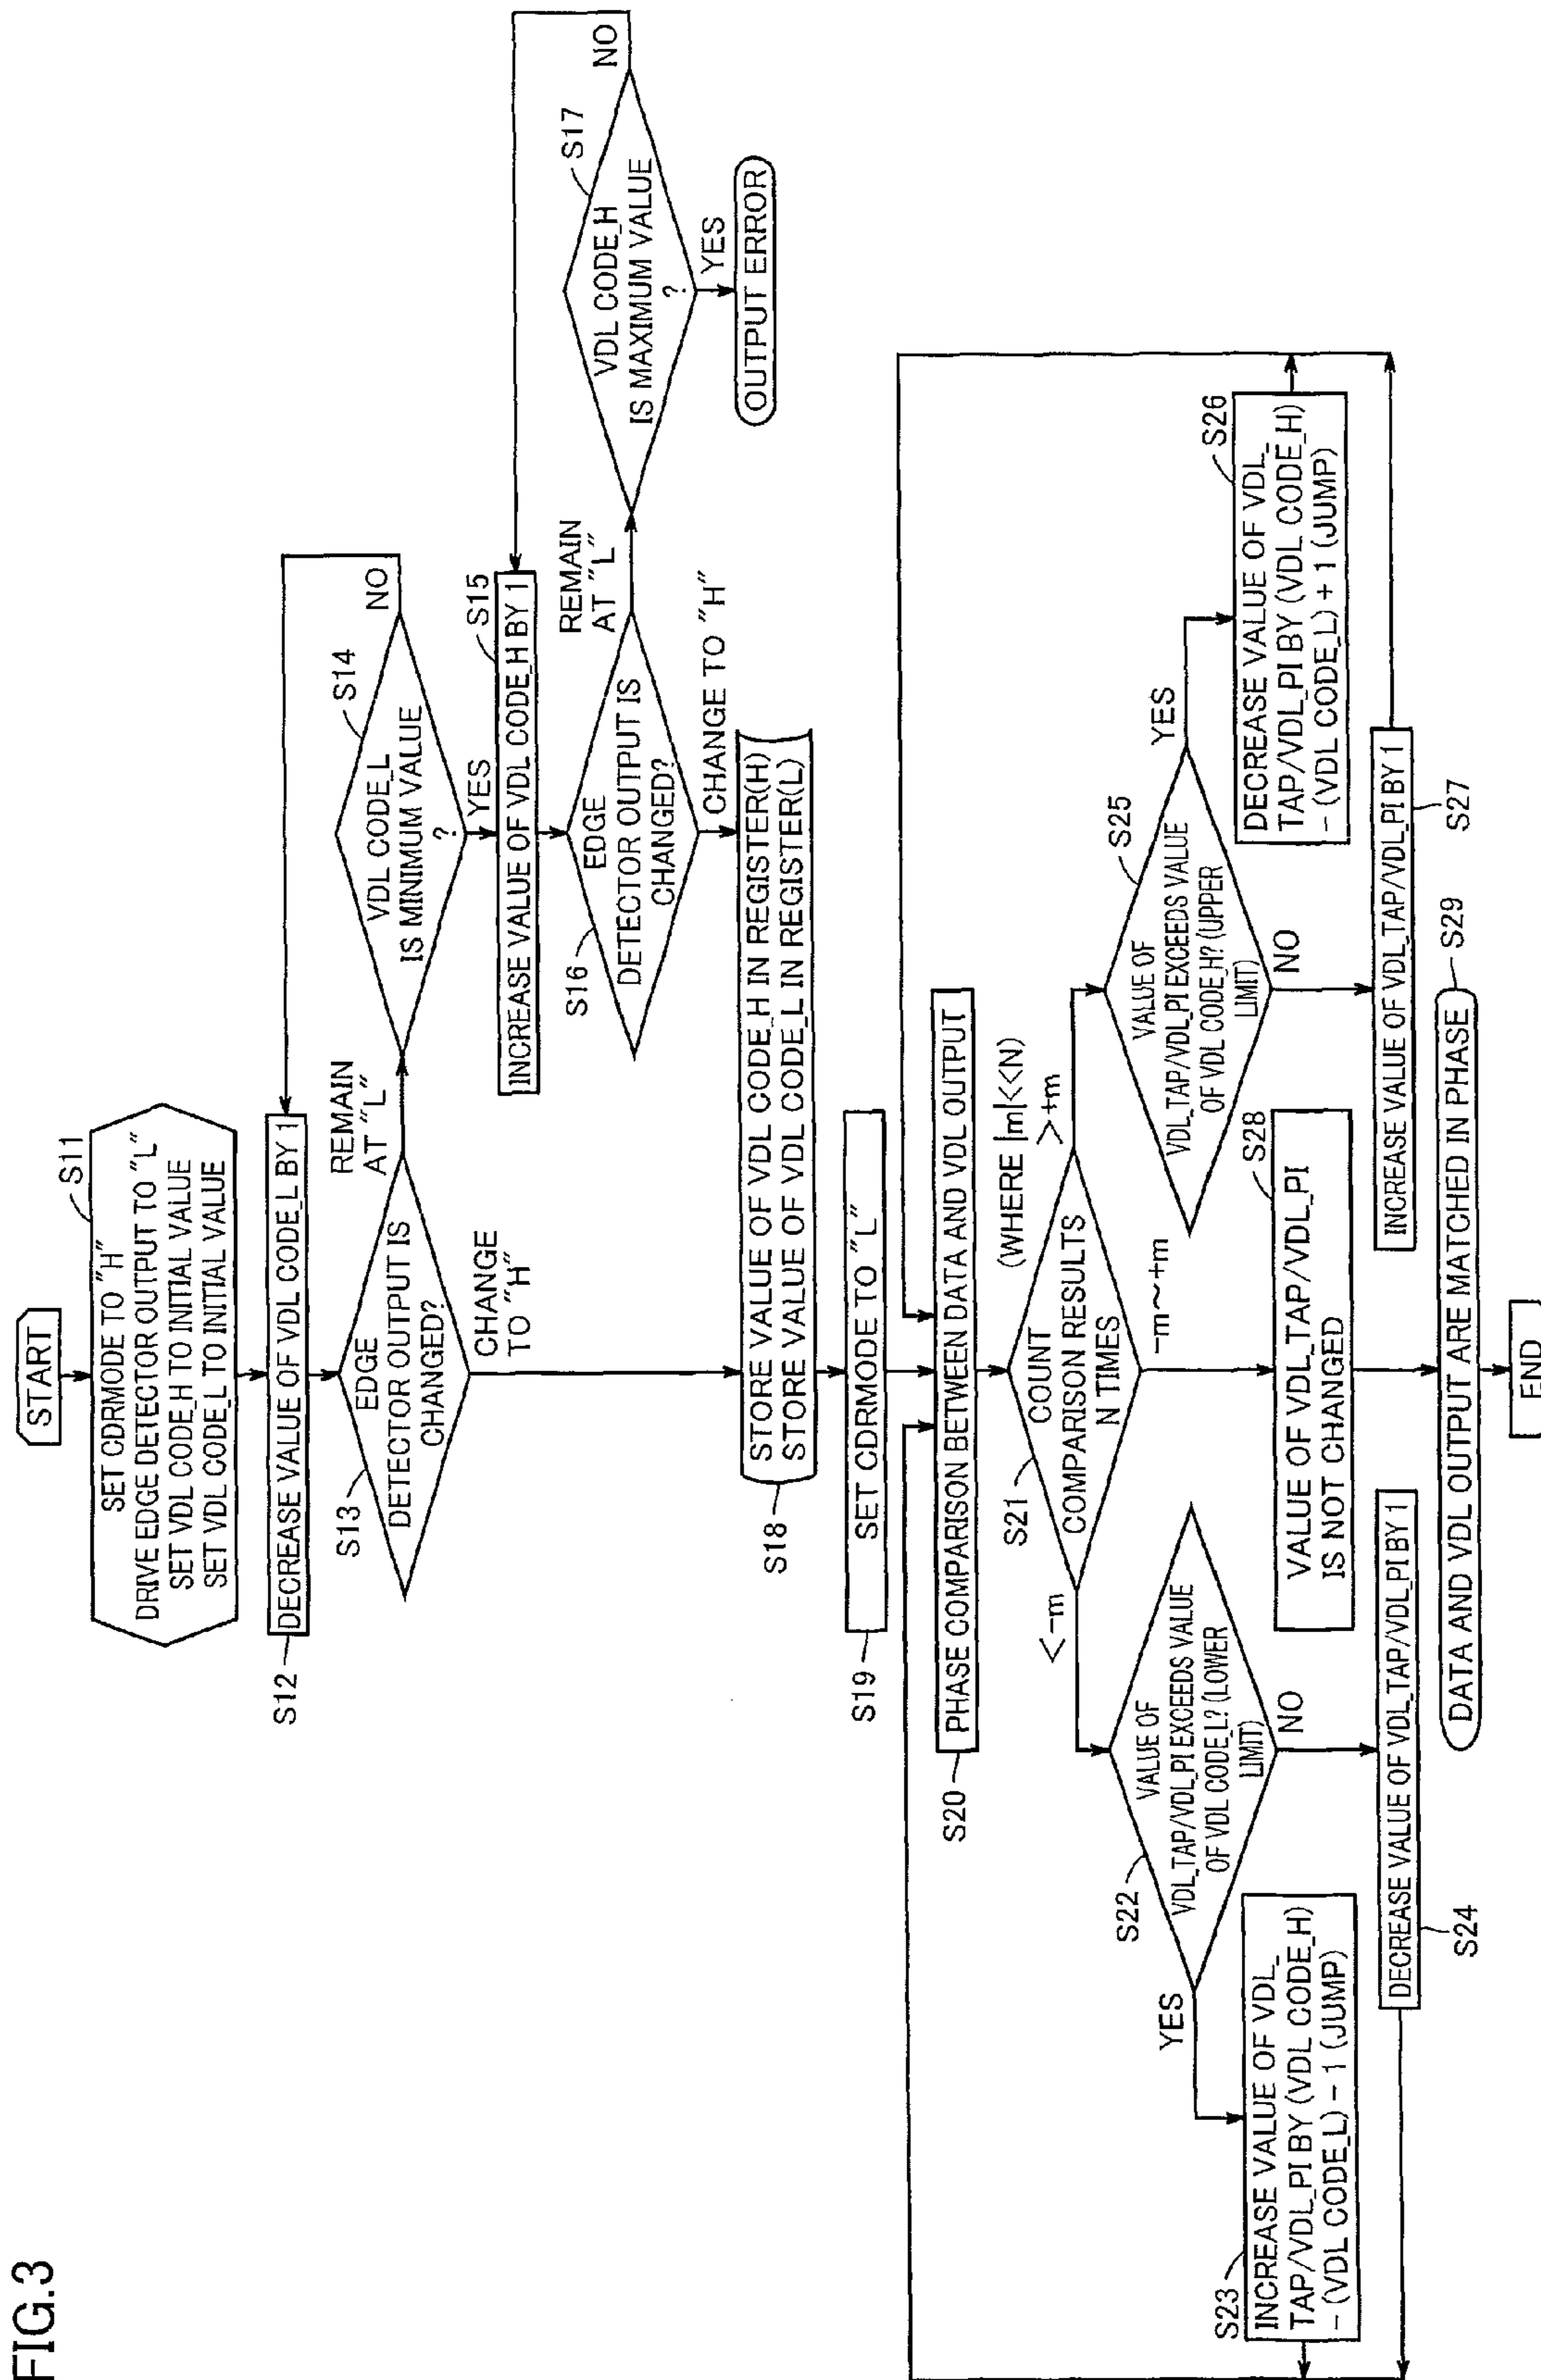 FIG.3
START
S11
SET CDRMODE TO "H"
DRIVE EDGE DETECTOR OUTPUT TO "L"
SET VDL CODE_H TO INITIAL VALUE
SET VDL CODE_L TO INITIAL VALUE
S12
DECREASE VALUE OF VDL CODE_L BY 1
S13
EDGE
DETECTOR OUTPUT IS
CHANGED?
REMAIN
AT "L"
CHANGE
TO "H"
S14
VDL CODE_L
IS MINIMUM VALUE
?
NO
YES
S15
INCREASE VALUE OF VDL CODE_H BY 1
S16
EDGE
DETECTOR OUTPUT IS
CHANGED?
REMAIN
AT "L"
CHANGE TO "H"
S17
VDL CODE_H
IS MAXIMUM VALUE
?
NO
YES
OUTPUT ERROR
S18
STORE VALUE OF VDL CODE_H IN REGISTER(H)
STORE VALUE OF VDL CODE_L IN REGISTER(L)
S19
SET CDRMODE TO "L"
S20
PHASE COMPARISON BETWEEN DATA AND VDL OUTPUT
S21
COUNT
COMPARISON RESULTS
N TIMES
(WHERE |m|<<N)
<-m
>+m
-m~+m
S22
VALUE OF
VDL_TAP/VDL_PI EXCEEDS VALUE
OF VDL CODE_L? (LOWER
LIMIT)
YES
NO
S23
INCREASE VALUE OF VDL_
TAP/VDL_PI BY (VDL CODE_H)
- (VDL CODE_L) - 1 (JUMP)
DECREASE VALUE OF VDL_TAP/VDL_PI BY 1
S24
S25
VALUE OF
VDL_TAP/VDL_PI EXCEEDS VALUE
OF VDL CODE_H? (UPPER
LIMIT)
YES
NO
S26
DECREASE VALUE OF VDL_
TAP/VDL_PI BY (VDL CODE_H)
- (VDL CODE_L) + 1 (JUMP)
INCREASE VALUE OF VDL_TAP/VDL_PI BY 1
S27
S28
VALUE OF VDL_TAP/VDL_PI
IS NOT CHANGED
S29
DATA AND VDL OUTPUT ARE MATCHED IN PHASE
END